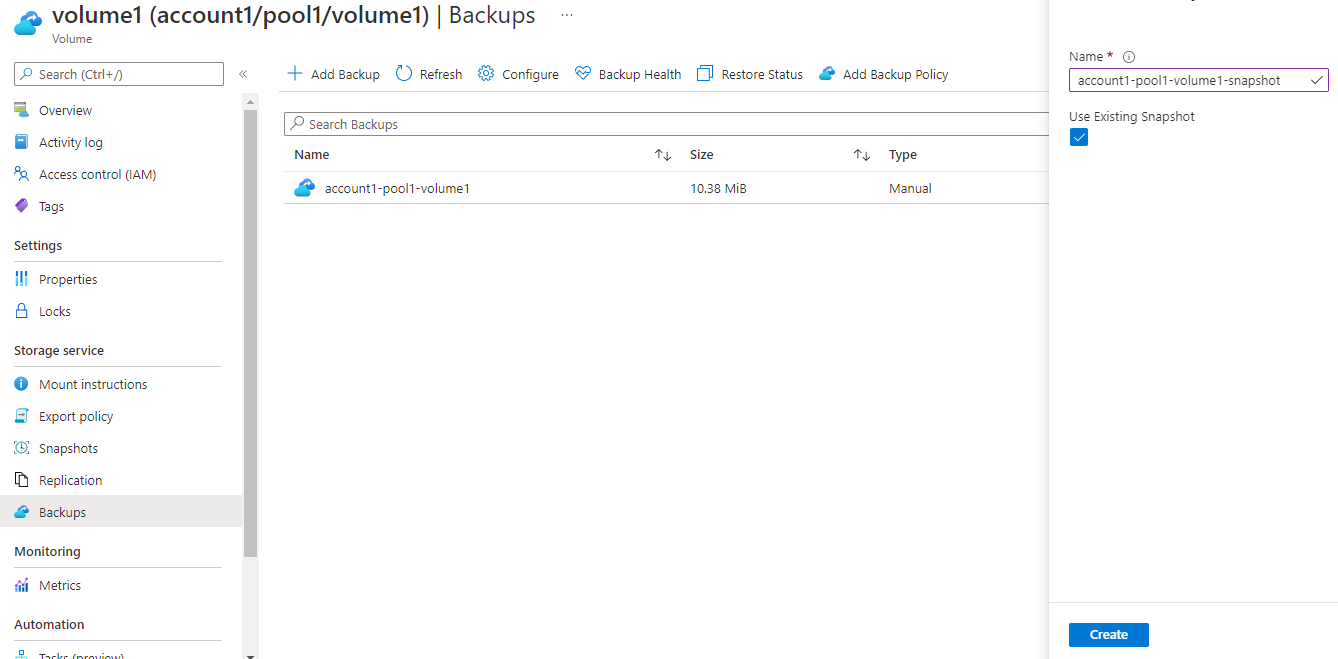 volume1 (account1/pool1/volume1) | Backups ...
Volume
Search (Ctrl+/)
Overview
Activity log
Access control (IAM)
Tags
Settings
Properties
Locks
Storage service
Mount instructions
Export policy
Snapshots
Replication
Backups
Monitoring
Metrics
Automation
Tasks (preview)
Add Backup Refresh Configure Backup Health Restore Status Add Backup Policy
Search Backups
Name Size Type
account1-pool1-volume1 10.38 MiB Manual
Name *
account1-pool1-volume1-snapshot
Use Existing Snapshot
Create